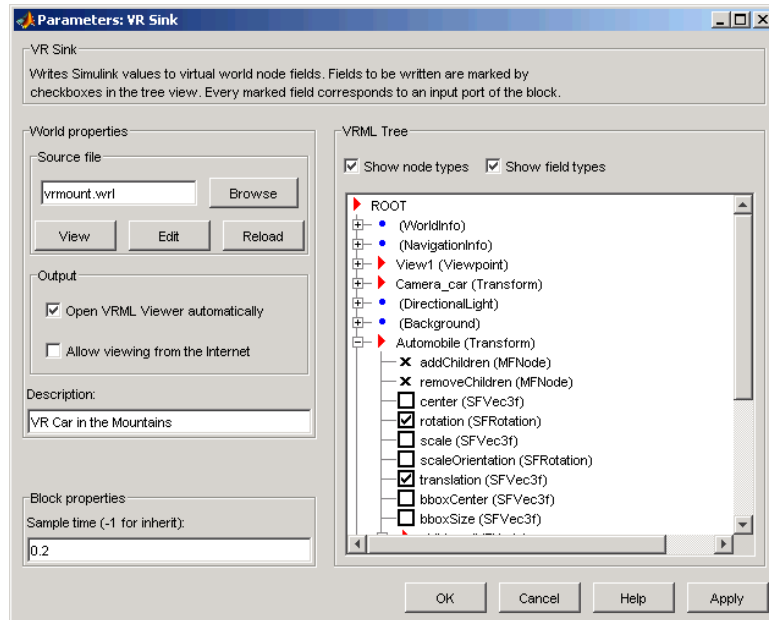 Parameters: VR Sink
VR Sink
Writes Simulink values to virtual world node fields. Fields to be written are marked by
checkboxes in the tree view. Every marked field corresponds to an input port of the block.
World properties
Source file
vrmount.wrl
Browse
View
Edit
Reload
Output
Open VRML Viewer automatically
Allow viewing from the Internet
Description:
VR Car in the Mountains
Block properties
Sample time (-1 for inherit):
0.2
VRML Tree
Show node types
Show field types
ROOT
(WorldInfo)
(NavigationInfo)
View1 (Viewpoint)
Camera_car (Transform)
(DirectionalLight)
(Background)
Automobile (Transform)
addChildren (MFNode)
removeChildren (MFNode)
center (SFVec3f)
rotation (SFRotation)
scale (SFVec3f)
scaleOrientation (SFRotation)
translation (SFVec3f)
bboxCenter (SFVec3f)
bboxSize (SFVec3f)
OK
Cancel
Help
Apply